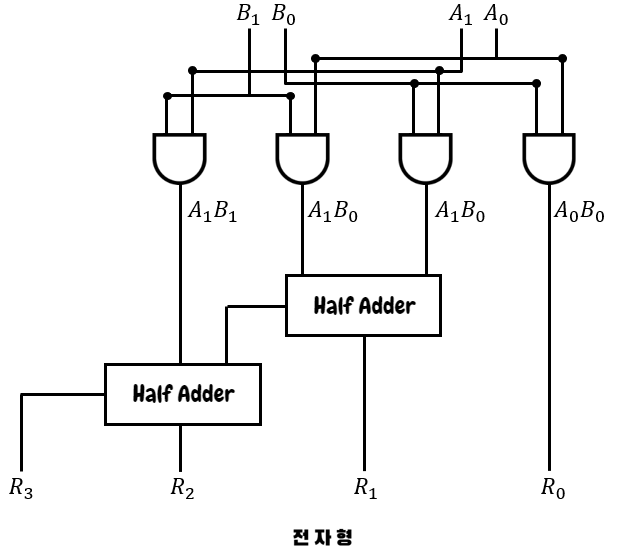 B₁ B₀ A₁ A₀
A₁B₁ A₁B₀ A₁B₀ A₀B₀
Half Adder
Half Adder
R₃ R₂ R₁ R₀
전자형